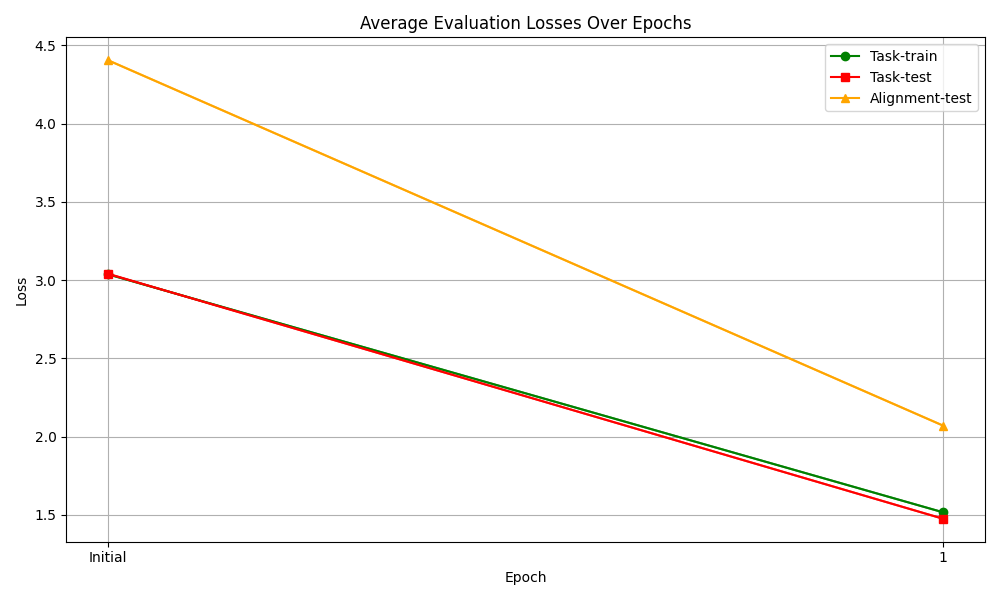 Average Evaluation Losses Over Epochs
Task-train
Task-test
Alignment-test
4.5
4.0
3.5
3.0
2.5
2.0
1.5
Loss
Initial
1
Epoch